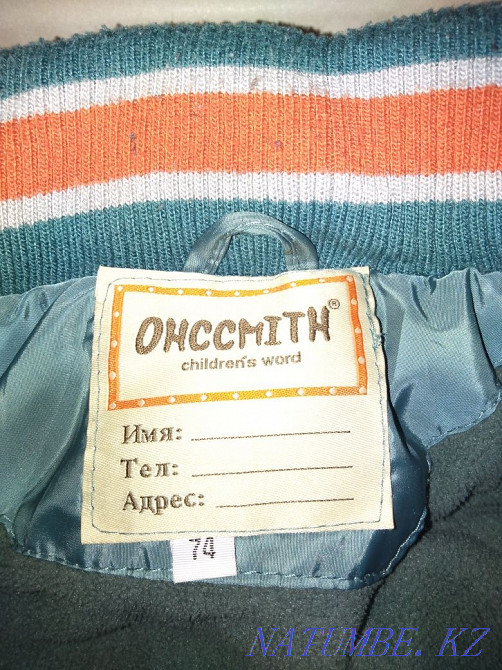 OHCCMITH®
children's word
Имя:
Тел:
Адрес:
74
NATUMBE.KZ